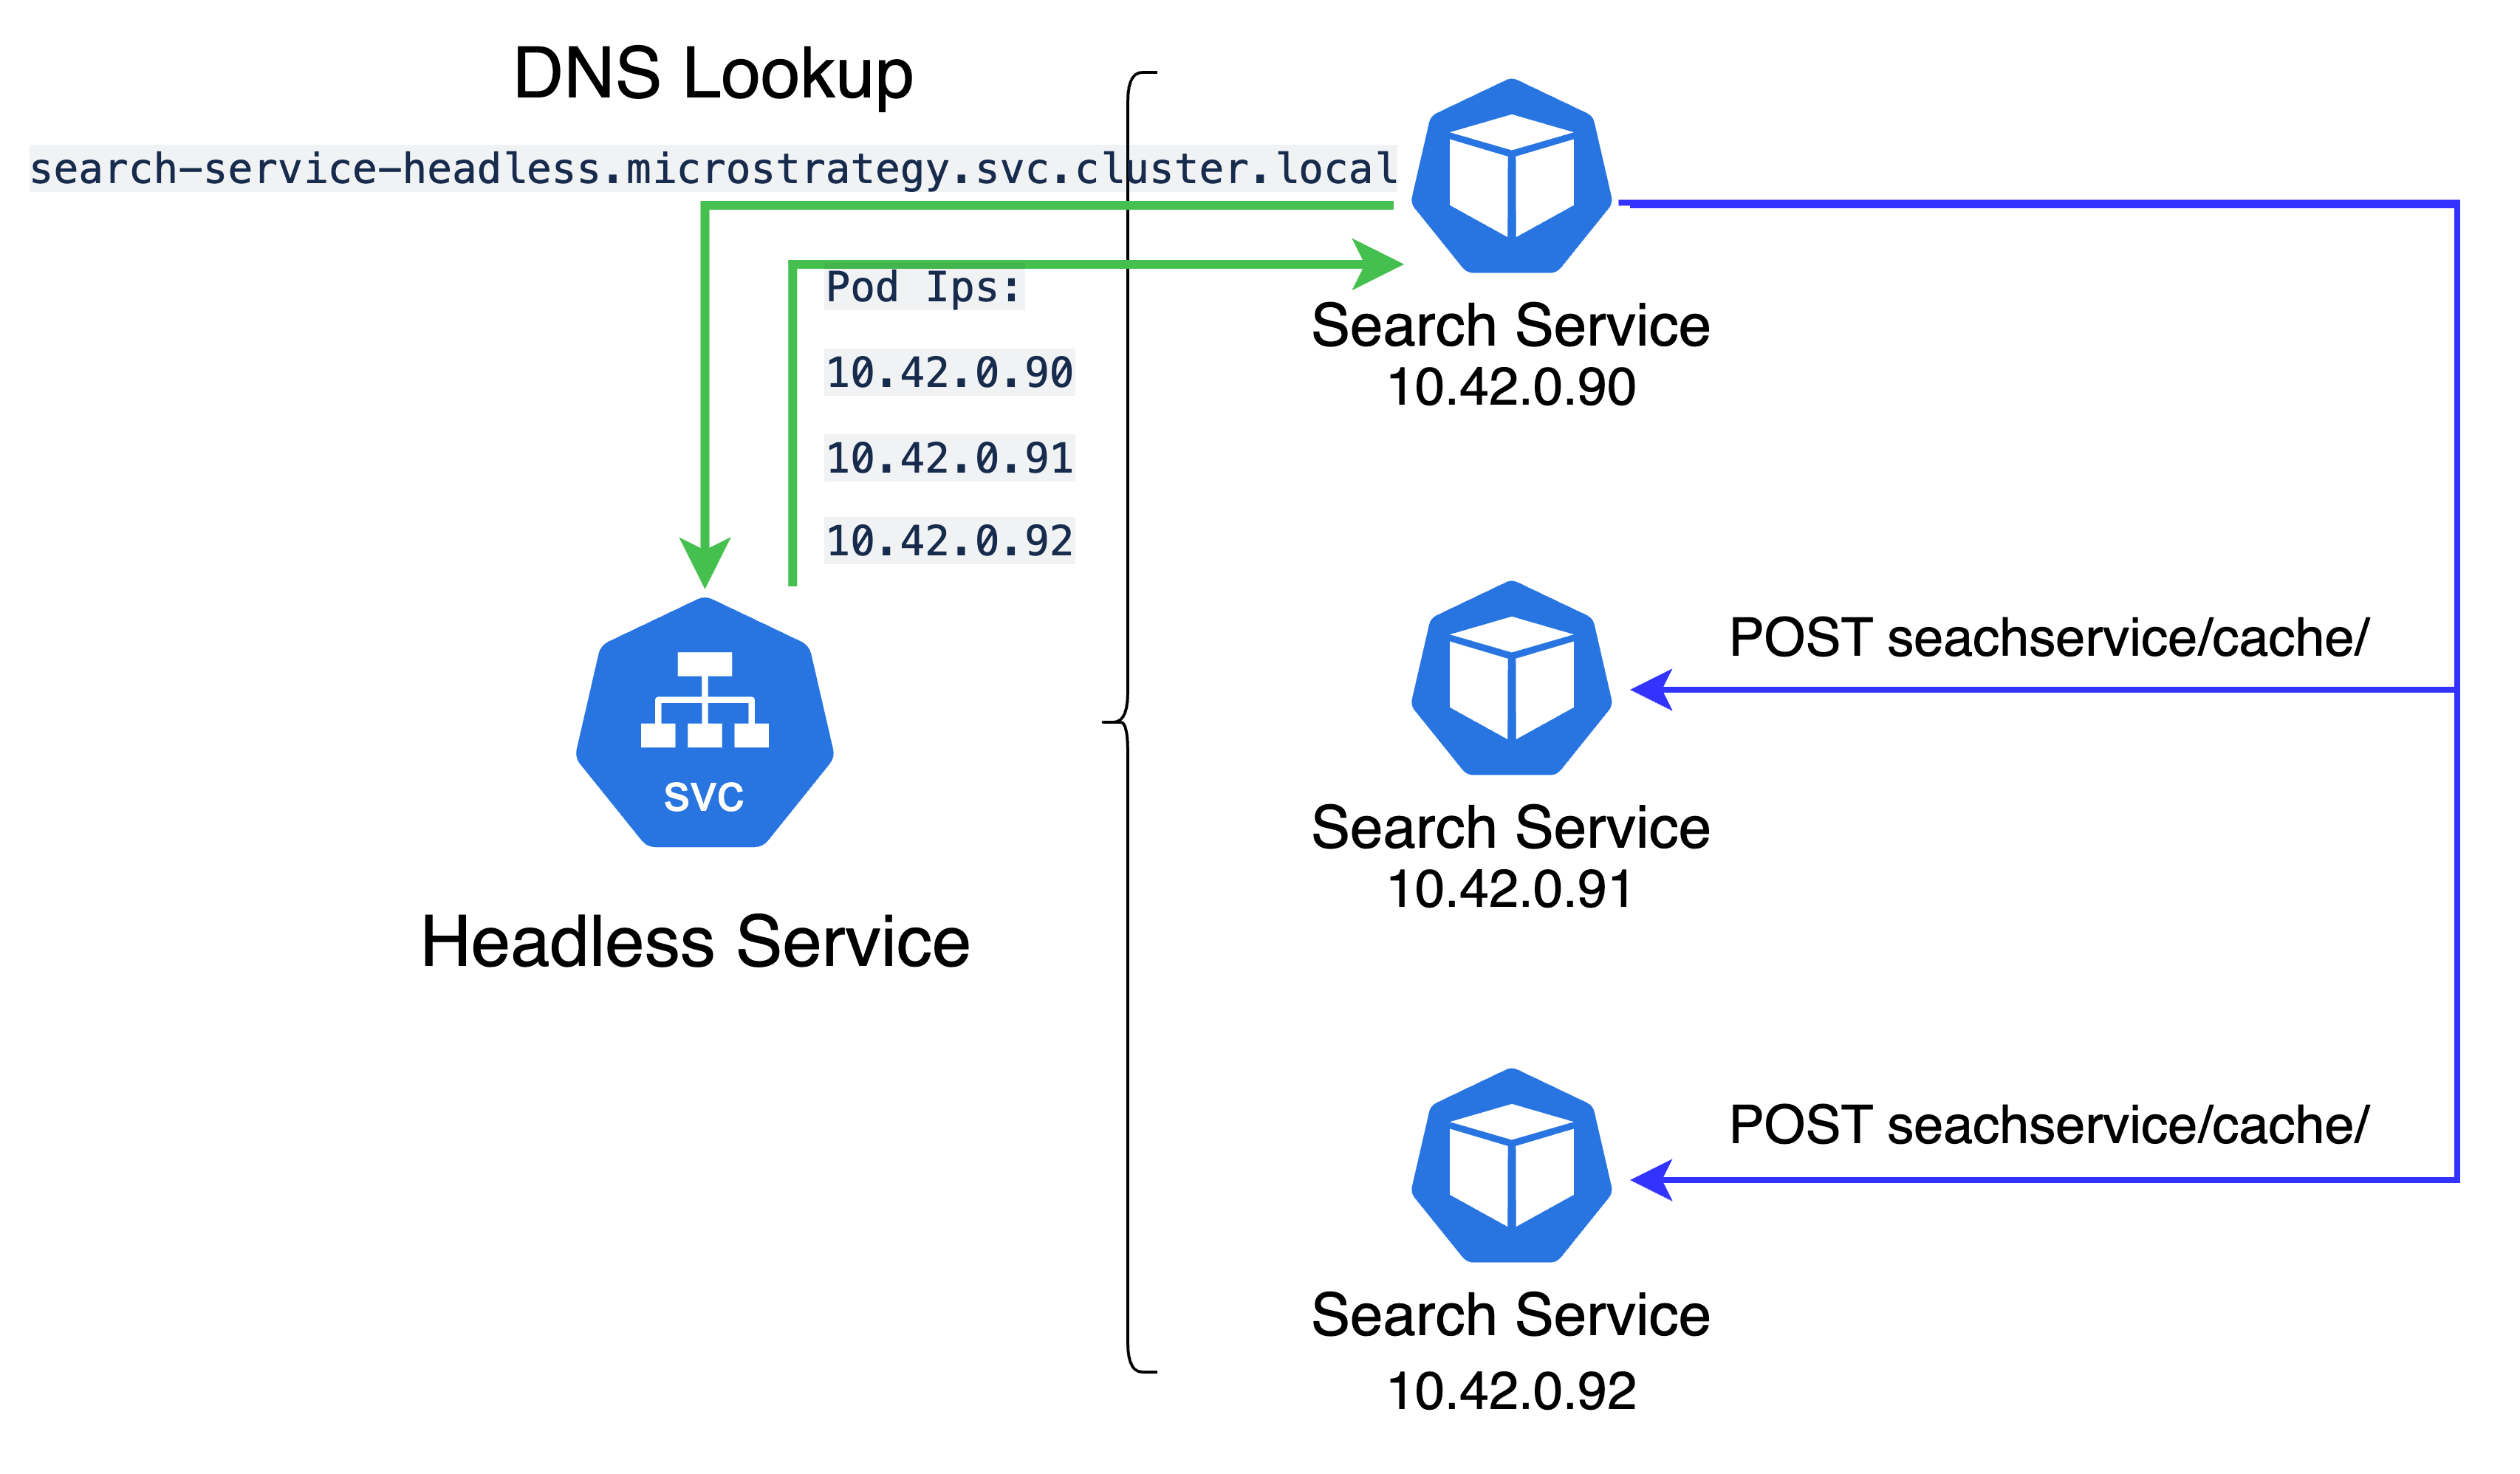 DNS Lookup
search-service-headless.microstrategy.svc.cluster.local
Pod Ips:
10.42.0.90
10.42.0.91
10.42.0.92
svc
Headless Service
Search Service
10.42.0.90
POST seachservice/cache/
Search Service
10.42.0.91
POST seachservice/cache/
Search Service
10.42.0.92